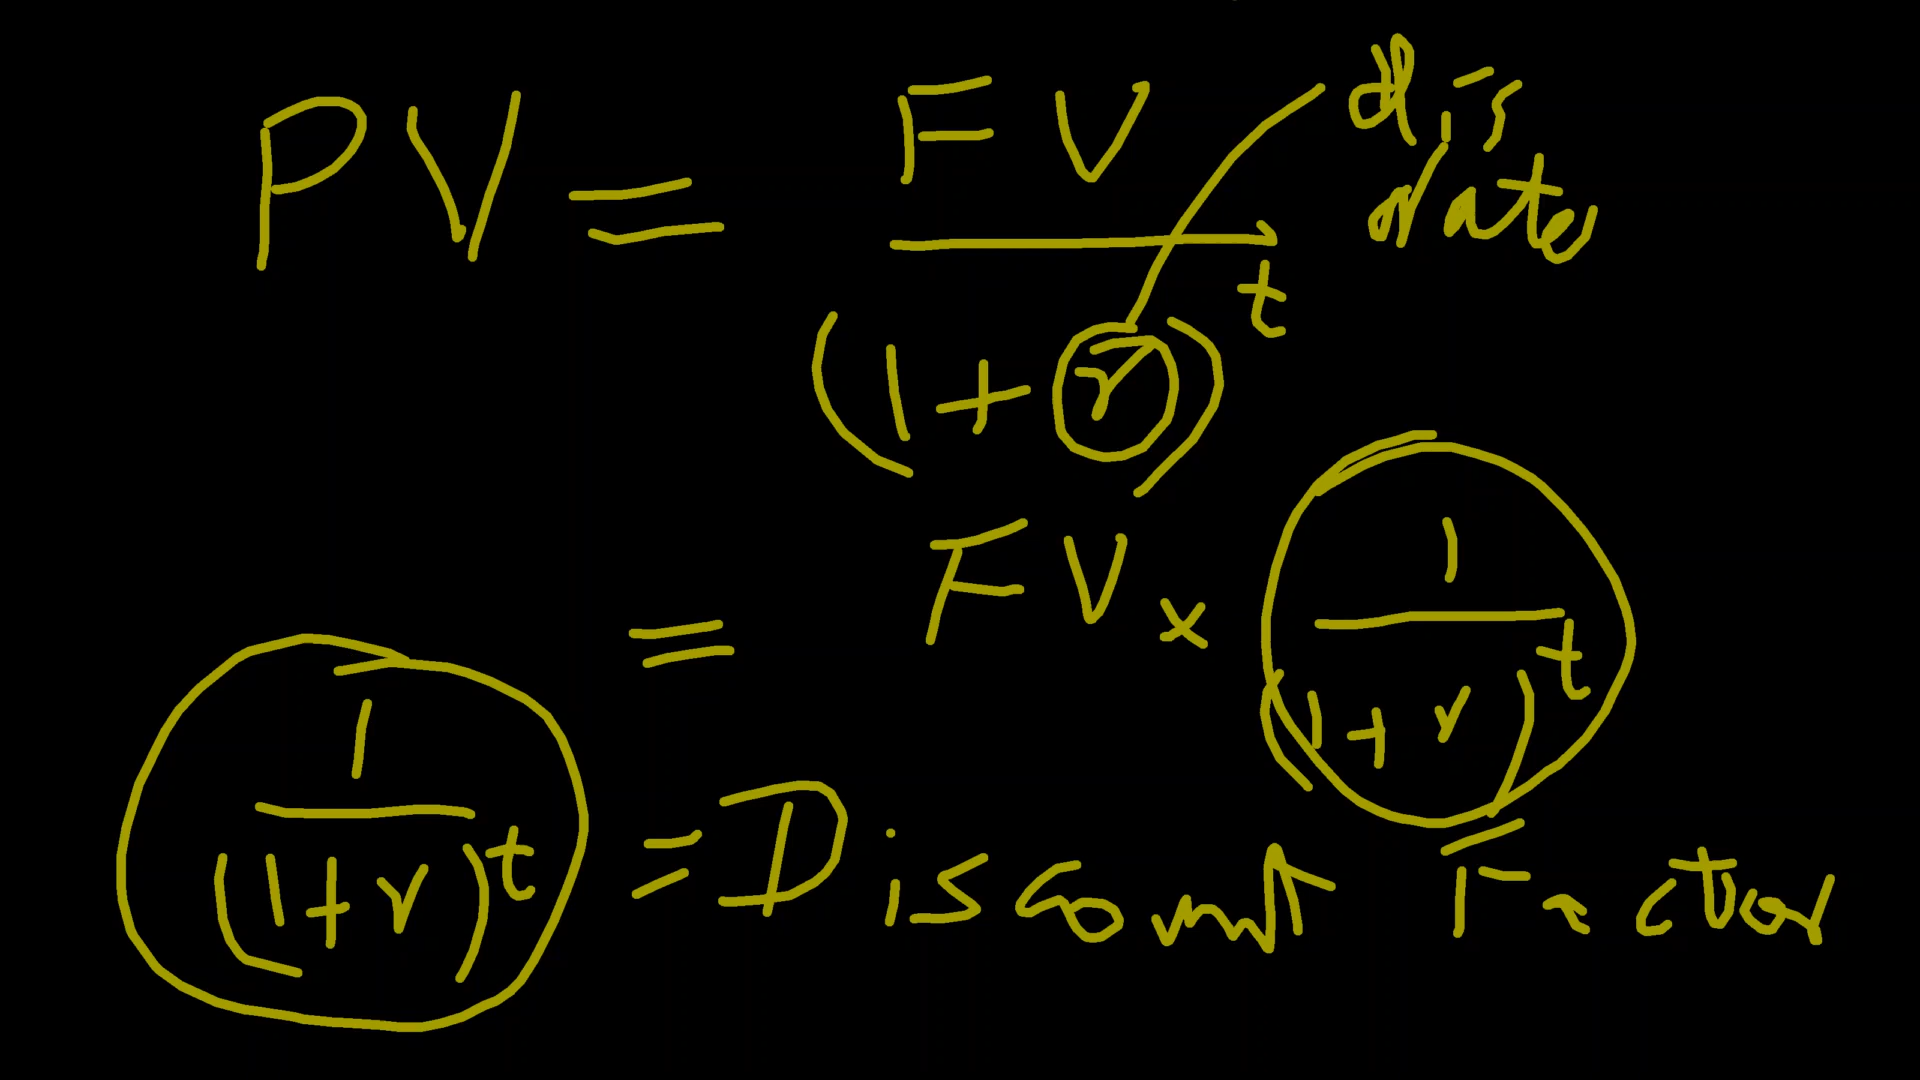 PV = FV / (1+r)^t dis rate
= FV x 1 / (1+r)^t
1 / (1+r)^t = Discount Factor